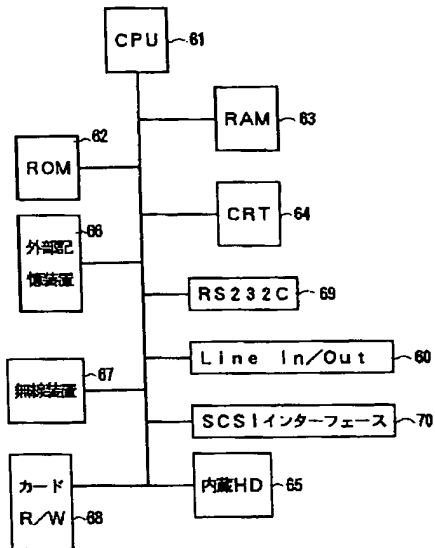 CPU
61
RAM
63
62
ROM
CRT
64
66
外部記
憶装置
RS232C
69
Line In/Out
60
67
無線装置
SCSIインターフェース
70
カード
R/W
68
内蔵HD
65